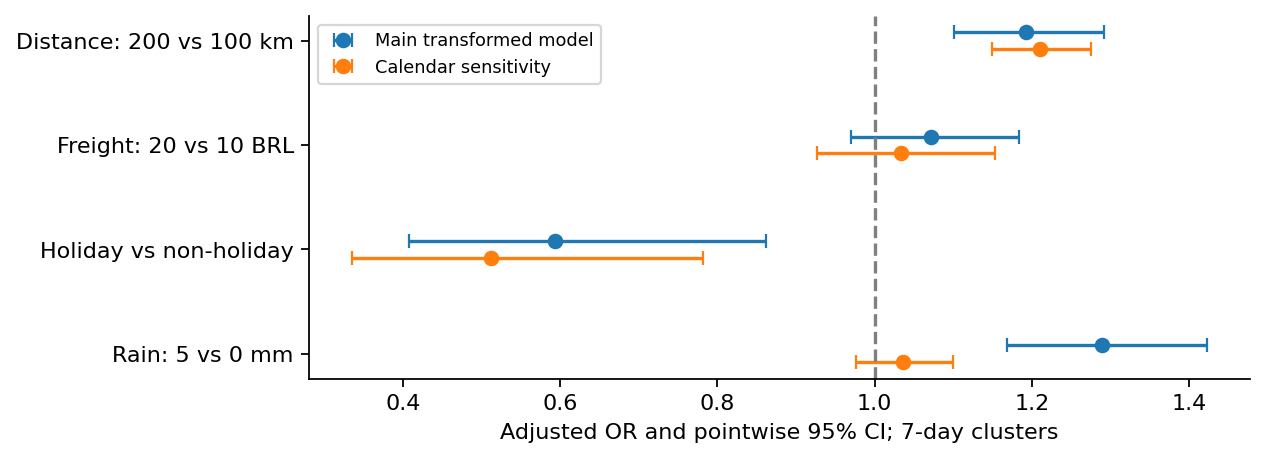 Distance: 200 vs 100 km
Main transformed model
Calendar sensitivity
Freight: 20 vs 10 BRL
Holiday vs non-holiday
Rain: 5 vs 0 mm
0.4 0.6 0.8 1.0 1.2 1.4
Adjusted OR and pointwise 95% CI; 7-day clusters